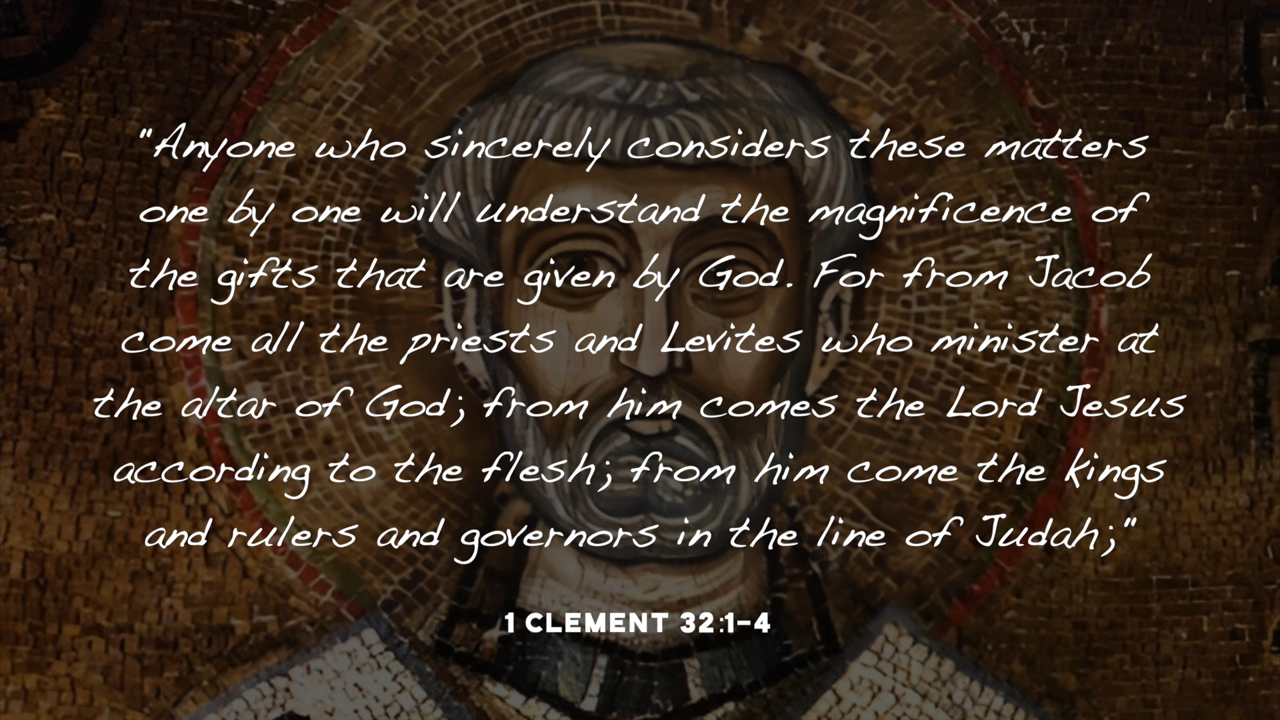 "Anyone who sincerely considers these matters
one by one will understand the magnificence of
the gifts that are given by God. For from Jacob
come all the priests and Levites who minister at
the altar of God; from him comes the Lord Jesus
according to the flesh; from him come the kings
and rulers and governors in the line of Judah;"
1 CLEMENT 32:1-4